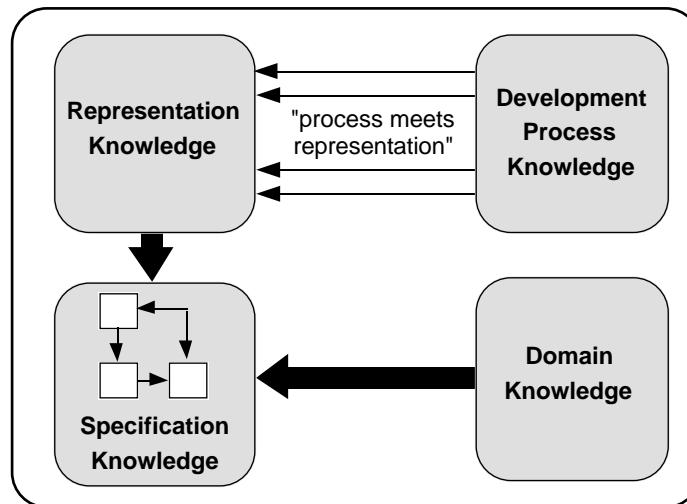 Representation
Knowledge
"process meets
representation"
Development
Process
Knowledge
Specification
Knowledge
Domain
Knowledge